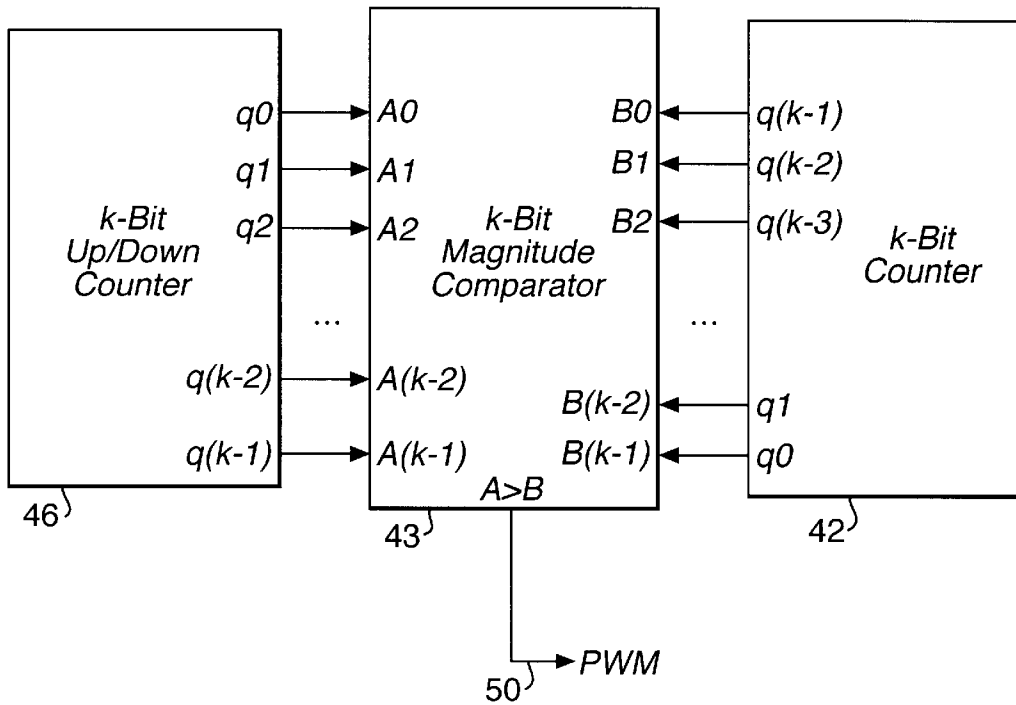 q0
q1
q2
k-Bit
Up/Down
Counter
...
q(k-2)
q(k-1)
46
A0
A1
A2
k-Bit
Magnitude
Comparator
A(k-2)
A(k-1)
B0
B1
B2
B(k-2)
B(k-1)
A>B
43
...
q(k-1)
q(k-2)
q(k-3)
k-Bit
Counter
q1
q0
42
50
PWM